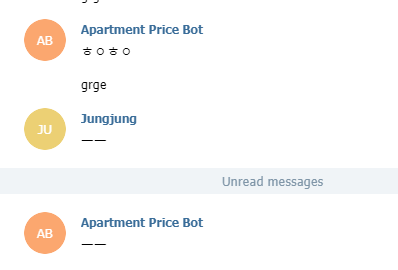 AB
Apartment Price Bot
ㅎㅇㅎㅇ
grge
JU
Jungjung
ㅡㅡ
Unread messages
AB
Apartment Price Bot
ㅡㅡ